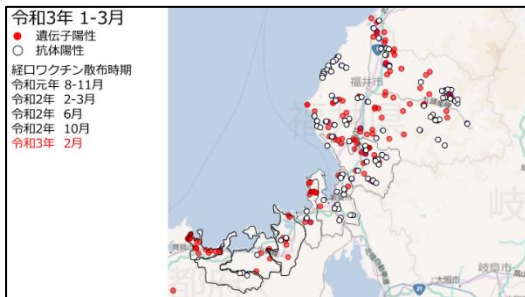 令和3年 1-3月
遺伝子陽性
抗体陽性
経口ワクチン散布時期
令和元年 8-11月
令和2年 2-3月
令和2年 6月
令和2年 10月
令和3年 2月
福井市
岐
岐阜市
大垣市
21
都